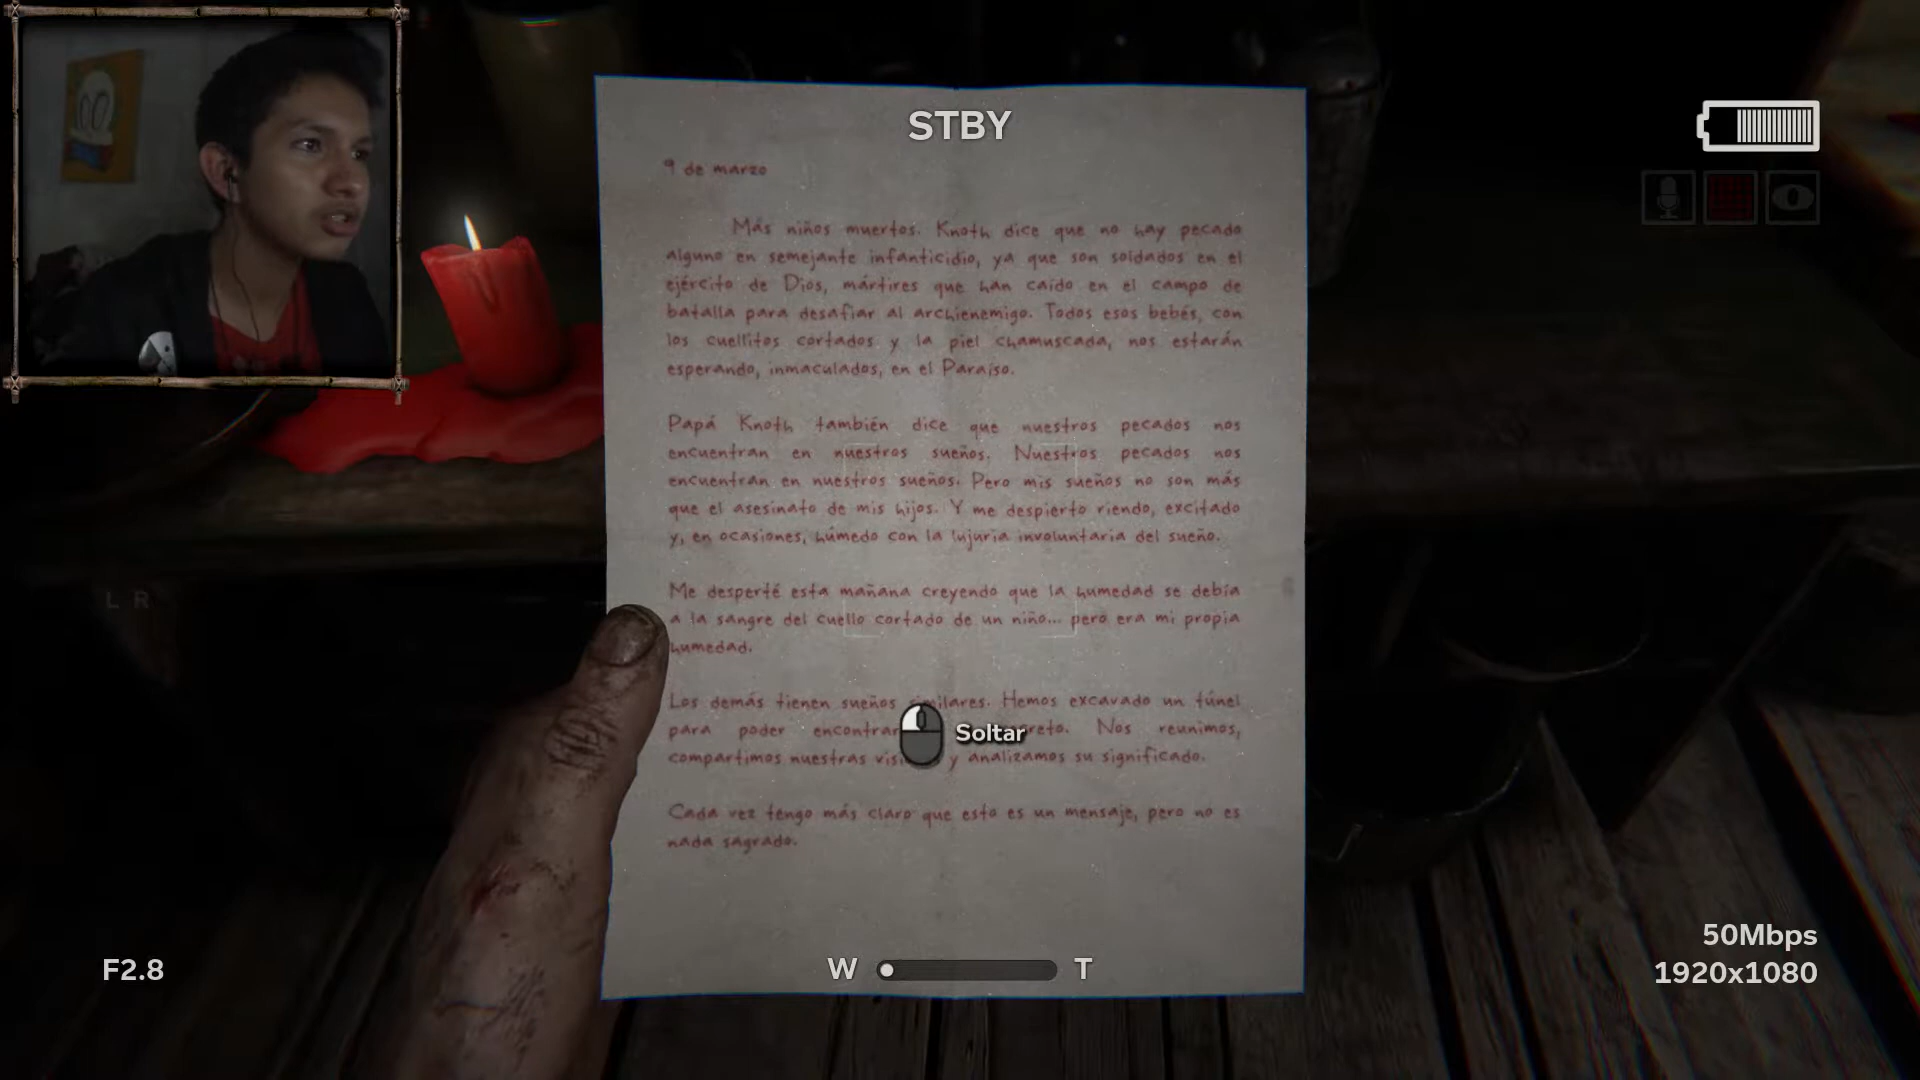 STBY
9 de marzo
Más niños muertos. Knoth dice que no hay pecado
alguno en semejante infanticidio, ya que son soldados en el
ejército de Dios, mártires que han caído en el campo de
batalla para desafiar al archienemigo. Todos esos bebés, con
los cuellitos cortados y la piel chamuscada, nos estarán
esperando, inmaculados, en el Paraíso.
Papá Knoth también dice que nuestros pecados nos
encuentran en nuestros sueños. Nuestros pecados nos
encuentran en nuestros sueños. Pero mis sueños no son más
que el asesinato de mis hijos. Y me despierto riendo, excitado
y, en ocasiones, húmedo con la lujuria involuntaria del sueño.
Me desperté esta mañana creyendo que la humedad se debía
a la sangre del cuello cortado de un niño... pero era mi propia
humedad.
Los demás tienen sueños similares. Hemos excavado un túnel
para poder Nos reunimos,
Soltar
compartimos nuestras y analizamos su significado.
Cada vez tengo más claro que esto es un mensaje, pero no es
nada sagrado.
L R
F2.8
W T
50Mbps
1920x1080